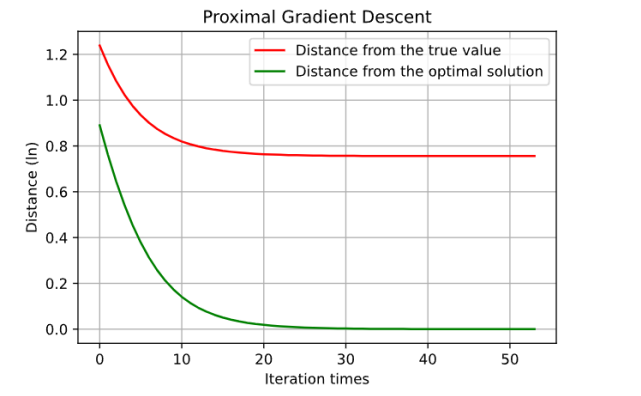 Proximal Gradient Descent
Distance from the true value
Distance from the optimal solution
Distance (ln)
1.2
1.0
0.8
0.6
0.4
0.2
0.0
0 10 20 30 40 50
Iteration times